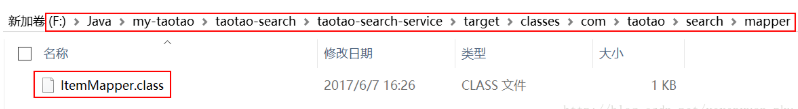 新加卷 (F:) > Java > my-taotao > taotao-search > taotao-search-service > target > classes > com > taotao > search > mapper
名称 修改日期 类型 大小
ItemMapper.class 2017/6/7 16:26 CLASS 文件 1 KB